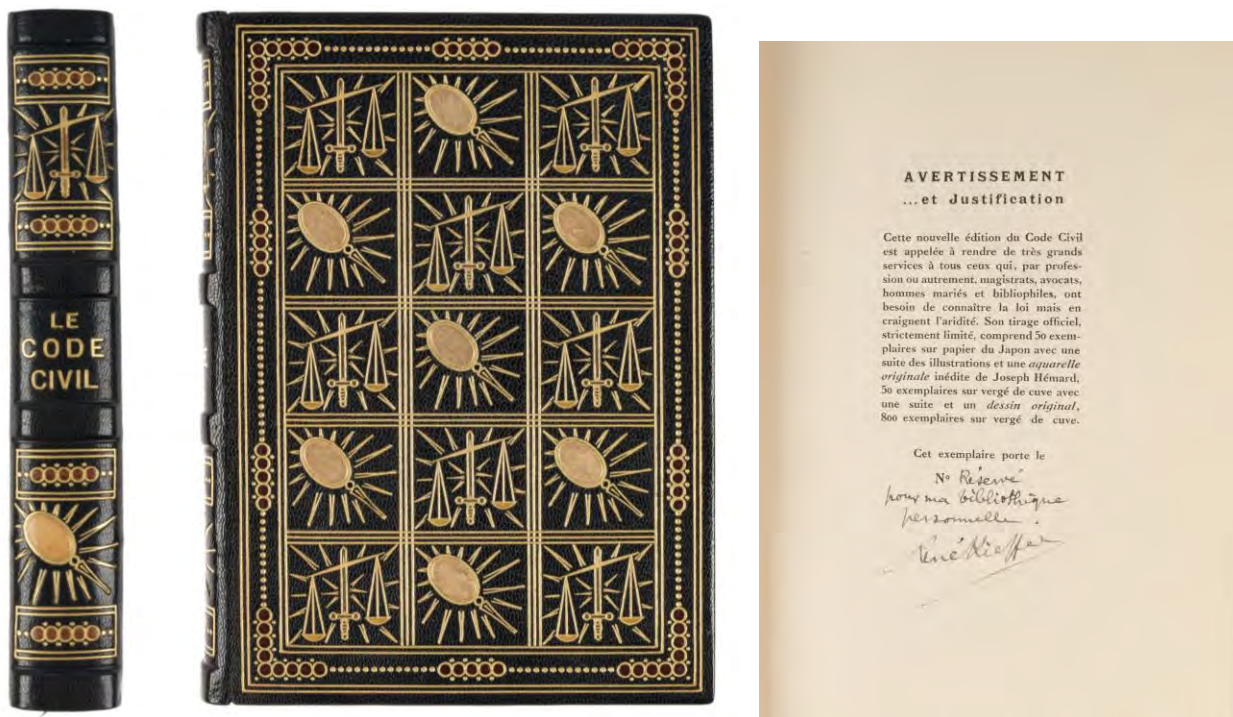 LE
CODE
CIVIL
AVERTISSEMENT
...et Justification
Cette nouvelle édition du Code Civil
est appelée à rendre de très grands
services à tous ceux qui, par profes-
sion ou autrement, magistrats, avocats,
hommes mariés et bibliophiles, ont
besoin de connaître la loi mais en
craignent l'aridité. Son tirage officiel,
strictement limité, comprend 50 exem-
plaires sur papier du Japon avec une
suite des illustrations et une aquarelle
originale inédite de Joseph Hémard,
50 exemplaires sur vergé de cuve avec
une suite et un dessin original,
800 exemplaires sur vergé de cuve.
Cet exemplaire porte le
No Réservé
pour ma bibliothèque
personnelle.
René Kieffer